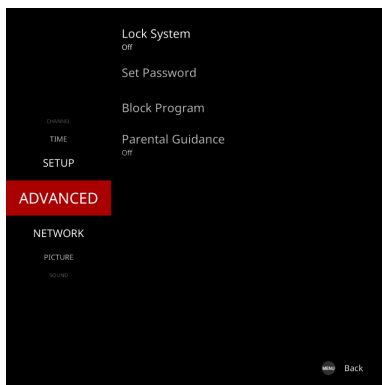 Lock System
Off
Set Password
Block Program
Parental Guidance
Off
CHANNEL
TIME
SETUP
ADVANCED
NETWORK
PICTURE
SOUND
MENU Back